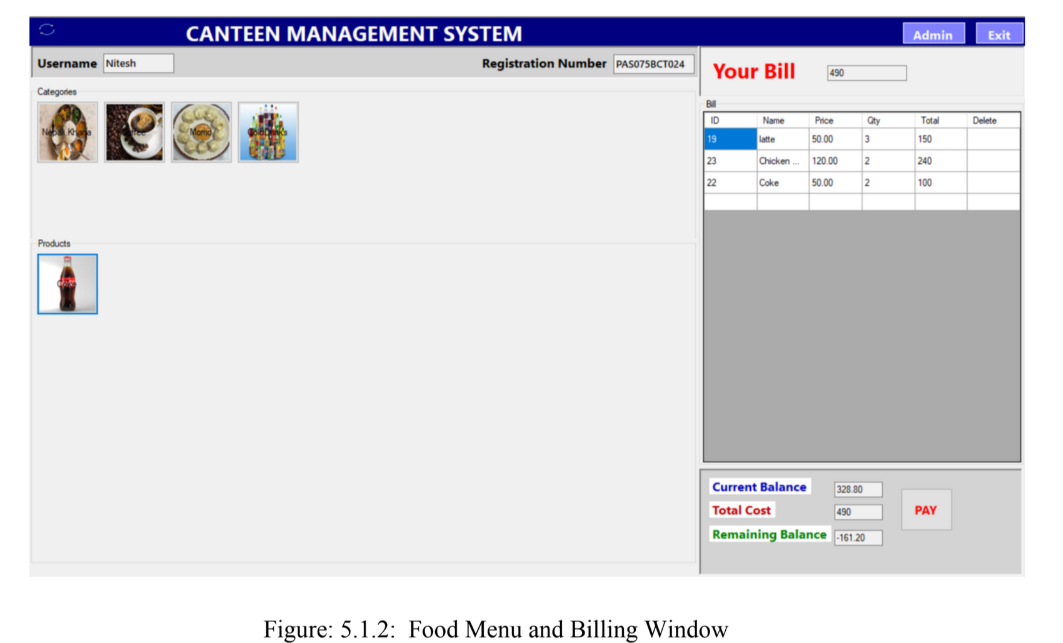 CANTEEN MANAGEMENT SYSTEM Admin Exit
Username Nitesh Registration Number PAS075BCT024
Your Bill 490
Categories
Nepali Khana Coffee Momo Cold Drinks
Bill
ID Name Price Qty Total Delete
19 latte 50.00 3 150
23 Chicken ... 120.00 2 240
22 Coke 50.00 2 100
Products
Coke
Current Balance 328.80
Total Cost 490
Remaining Balance -161.20
PAY
Figure: 5.1.2: Food Menu and Billing Window